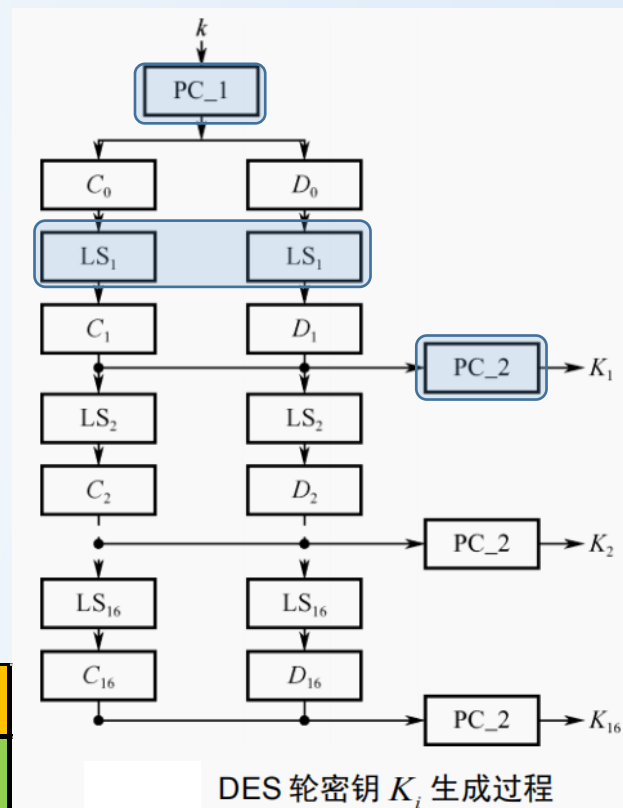 k
PC_1
C₀ D₀
LS₁ LS₁
C₁ D₁
PC_2 K₁
LS₂ LS₂
C₂ D₂
PC_2 K₂
LS₁₆ LS₁₆
C₁₆ D₁₆
PC_2 K₁₆
DES 轮密钥 Kᵢ 生成过程